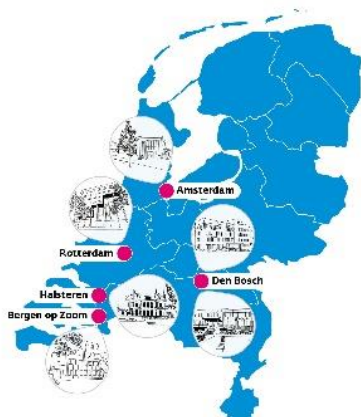 Amsterdam
Rotterdam
Den Bosch
Halsteren
Bergen op Zoom